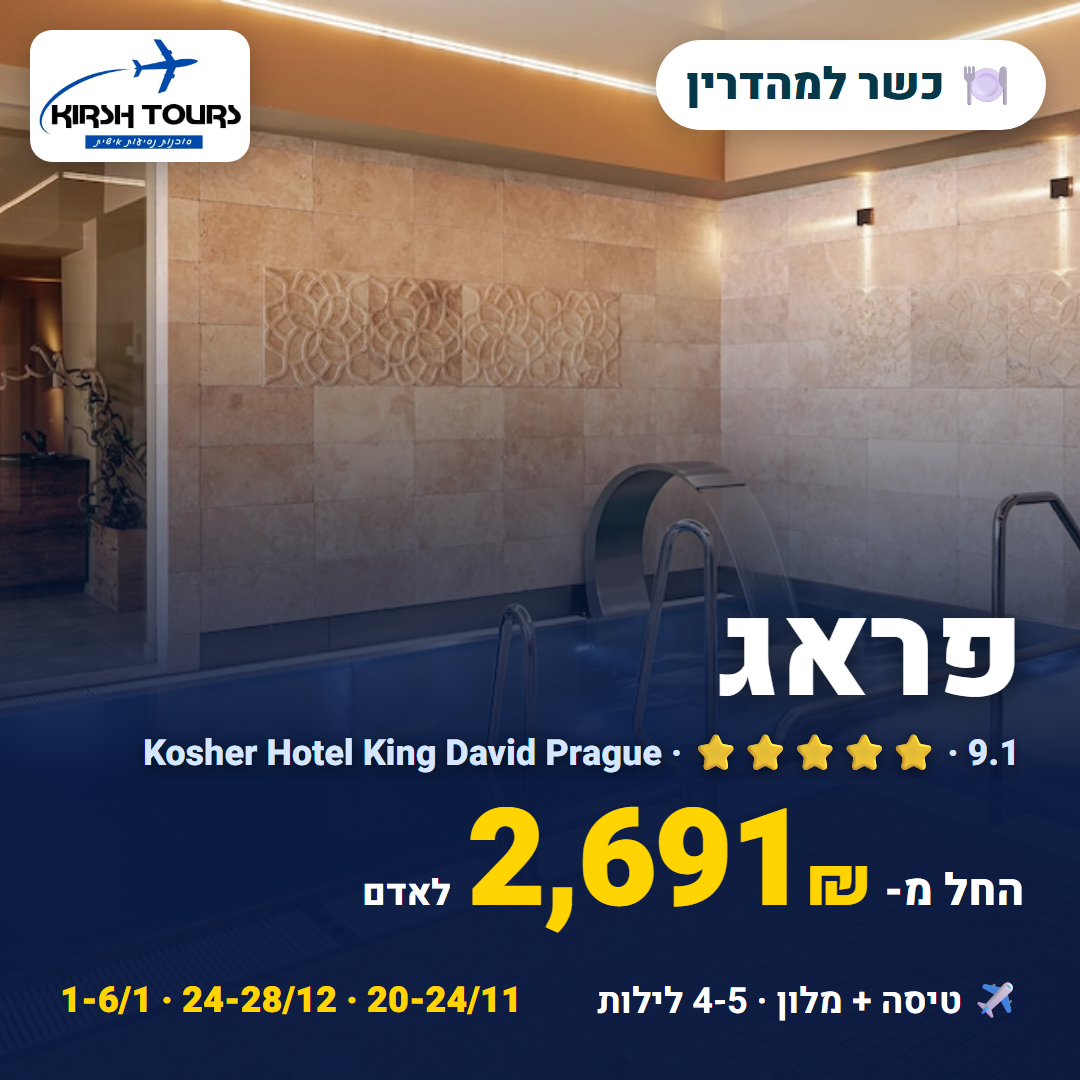 KIRSH TOURS
סוכנות נסיעות אישית
כשר למהדרין
פראג
9.1 · ⭐⭐⭐⭐⭐ · Kosher Hotel King David Prague
החל מ- ₪2,691 לאדם
✈️ טיסה + מלון · 4-5 לילות
20-24/11 · 24-28/12 · 1-6/1